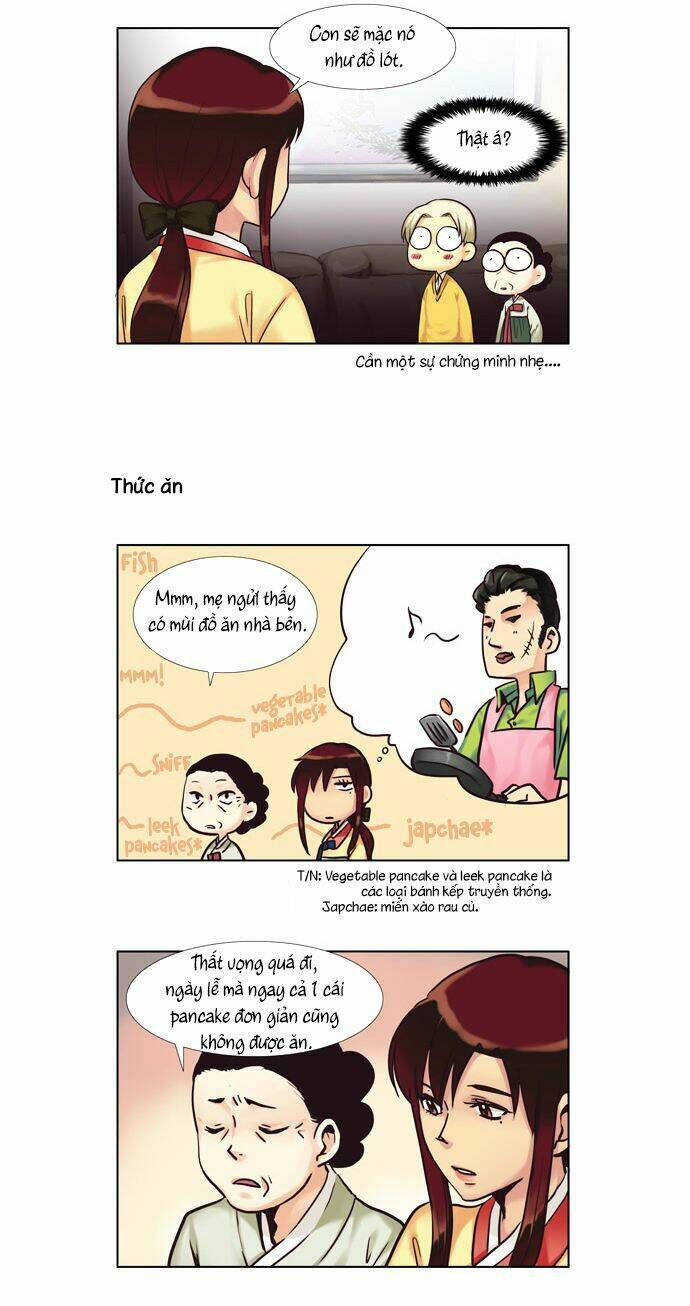 Con sẽ mặc nó
như đồ lót.
Thật á?
Cần một sự chứng minh nhẹ....
Thức ăn
FiSH
Mmm, mẹ ngửi thấy
có mùi đồ ăn nhà bên.
MMM!
vegetable
pancakes*
SNiFF
leek
pancakes*
japchae*
T/N: Vegetable pancake và leek pancake là
các loại bánh kếp truyền thống.
Japchae: miến xào rau củ.
Thất vọng quá đi,
ngày lễ mà ngay cả 1 cái
pancake đơn giản cũng
không được ăn.